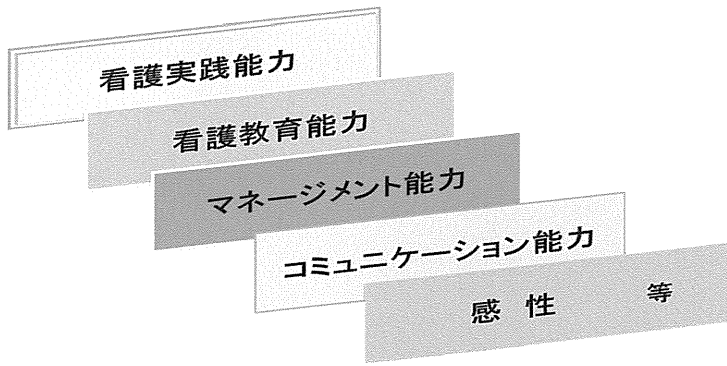 看護実践能力
看護教育能力
マネージメント能力
コミュニケーション能力
感 性 等